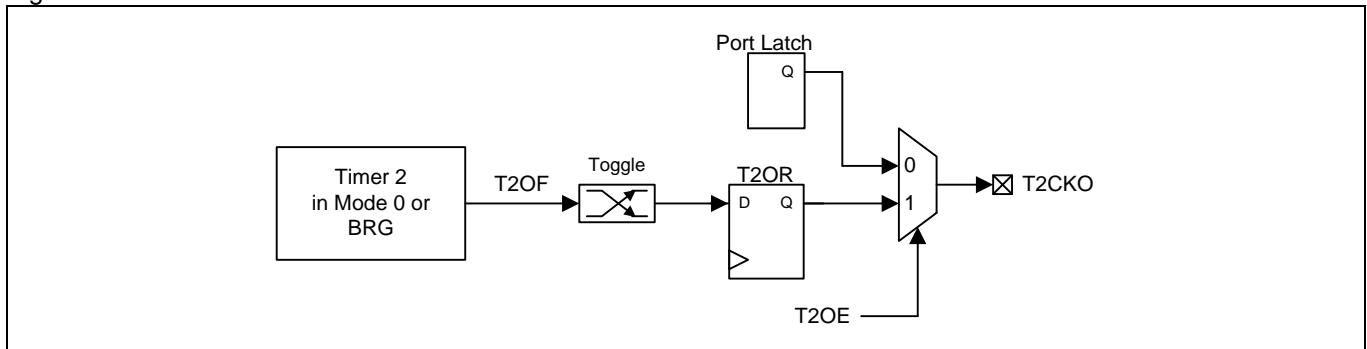 Port Latch
Q
Timer 2
in Mode 0 or
BRG
T2OF
Toggle
T2OR
D Q
0
1
T2CKO
T2OE